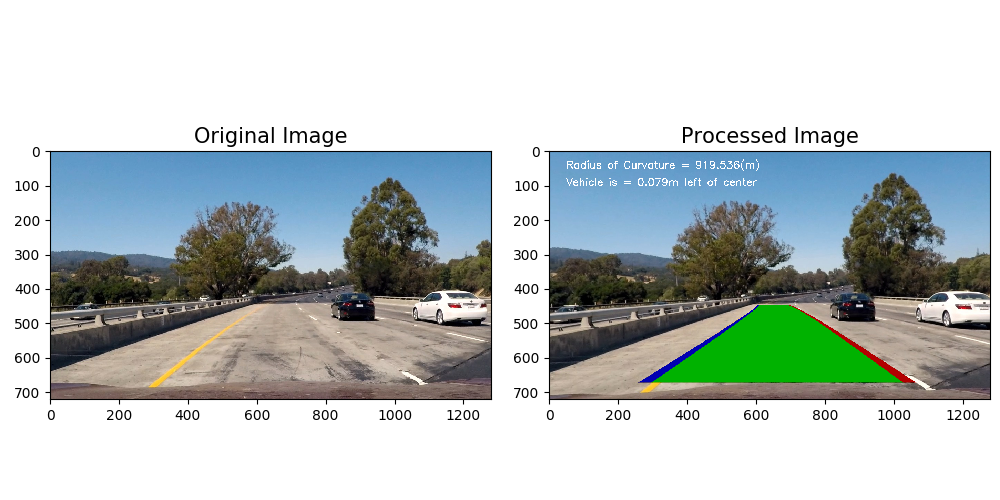 Original Image
Processed Image
0
100
200
300
400
500
600
700
0 200 400 600 800 1000 1200
Radius of Curvature = 919.536(m)
Vehicle is = 0.079m left of center
0
100
200
300
400
500
600
700
0 200 400 600 800 1000 1200